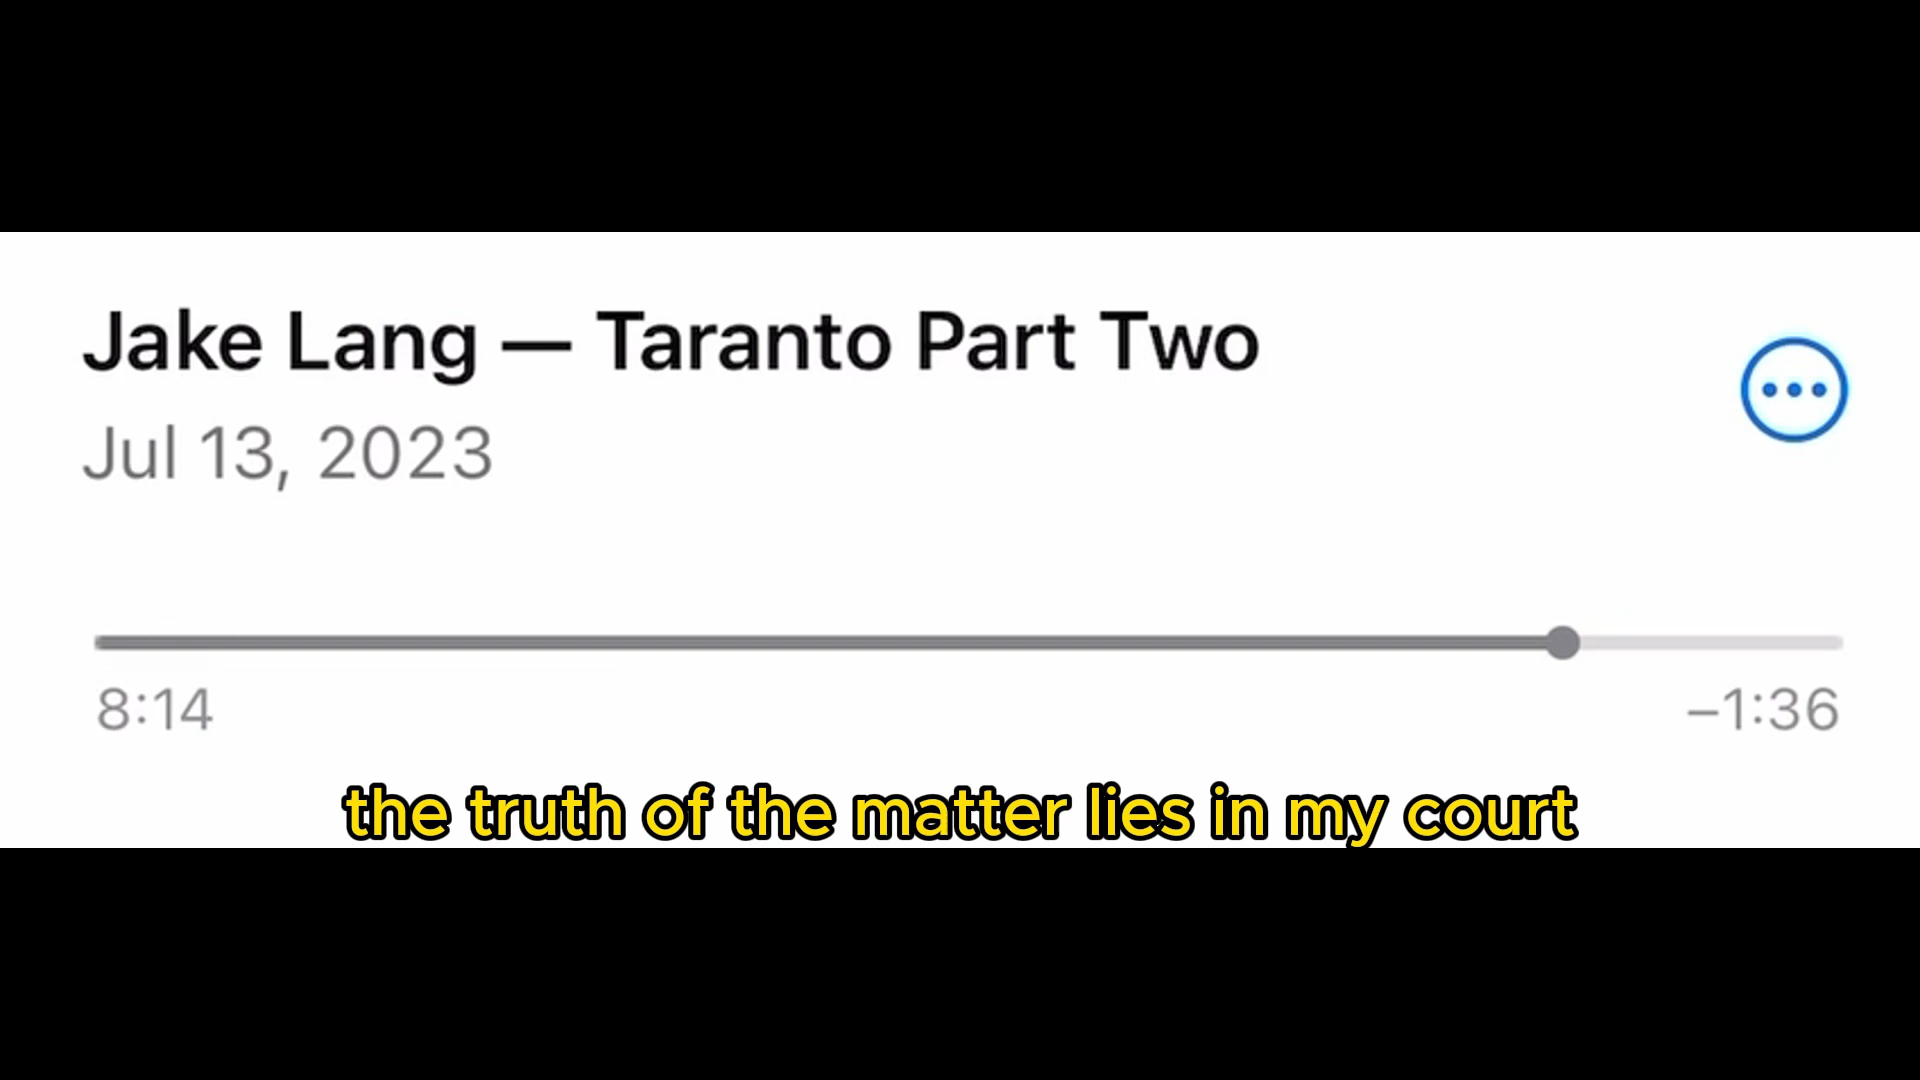 Jake Lang — Taranto Part Two
Jul 13, 2023
8:14
–1:36
the truth of the matter lies in my court